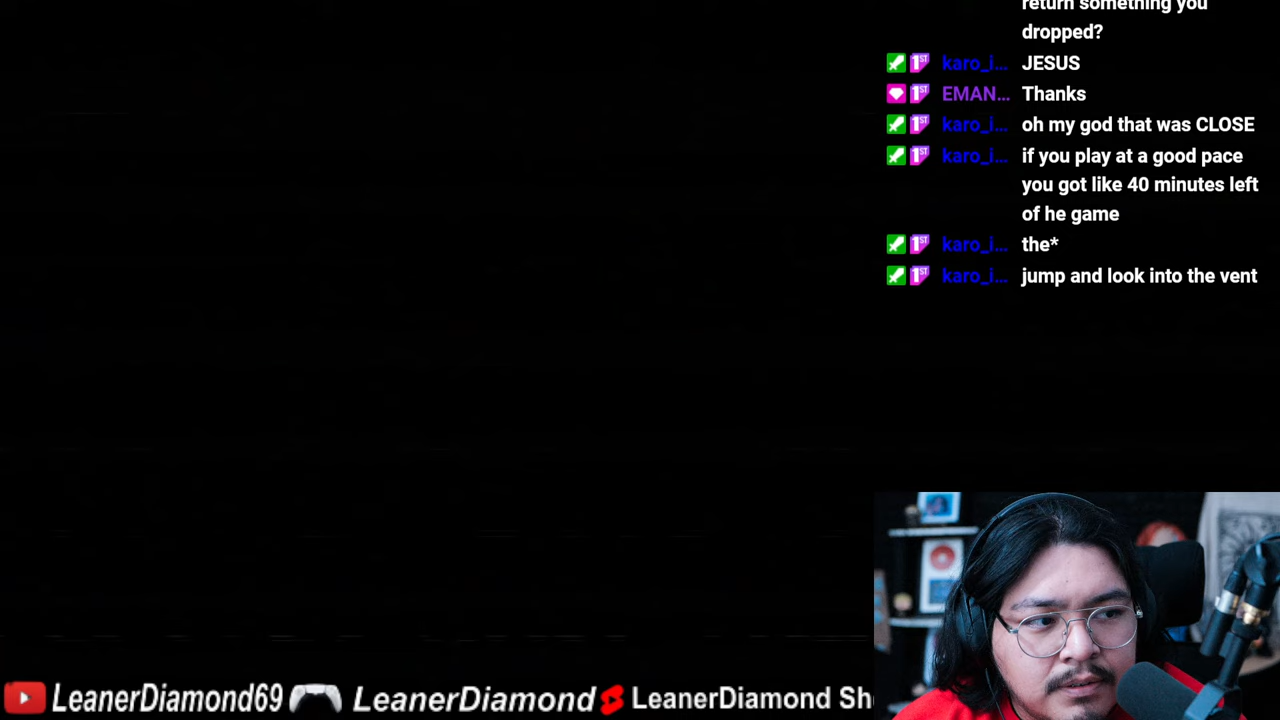 return something you
dropped?
karo_i... JESUS
EMAN... Thanks
karo_i... oh my god that was CLOSE
karo_i... if you play at a good pace
you got like 40 minutes left
of he game
karo_i... the*
karo_i... jump and look into the vent
LeanerDiamond69 LeanerDiamond LeanerDiamond Sh